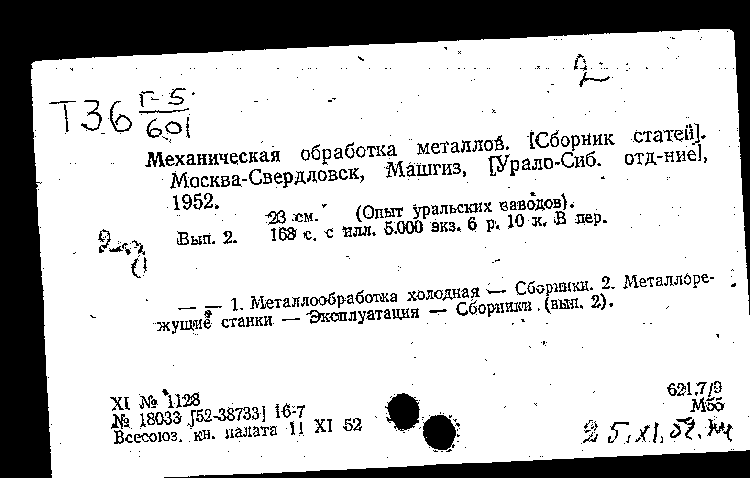 2
Т36 Г-5
601
Механическая обработка металлов. [Сборник статей].
Москва-Свердловск, Машгиз, [Урало-Сиб. отд-ние],
1952.
23 см. (Опыт уральских заводов).
Вып. 2. 168 с. с илл. 5.000 экз. 6 р. 10 к. В пер.
2 экз
— — 1. Металлообработка холодная — Сборники. 2. Металлоре-
жущие станки — Эксплуатация — Сборники (вып. 2).
XI № 1128
№ 18033 [52-38733] 16-7
Всесоюз. кн. палата 11 XI 52
621.7/9
М55
25.XI.52.